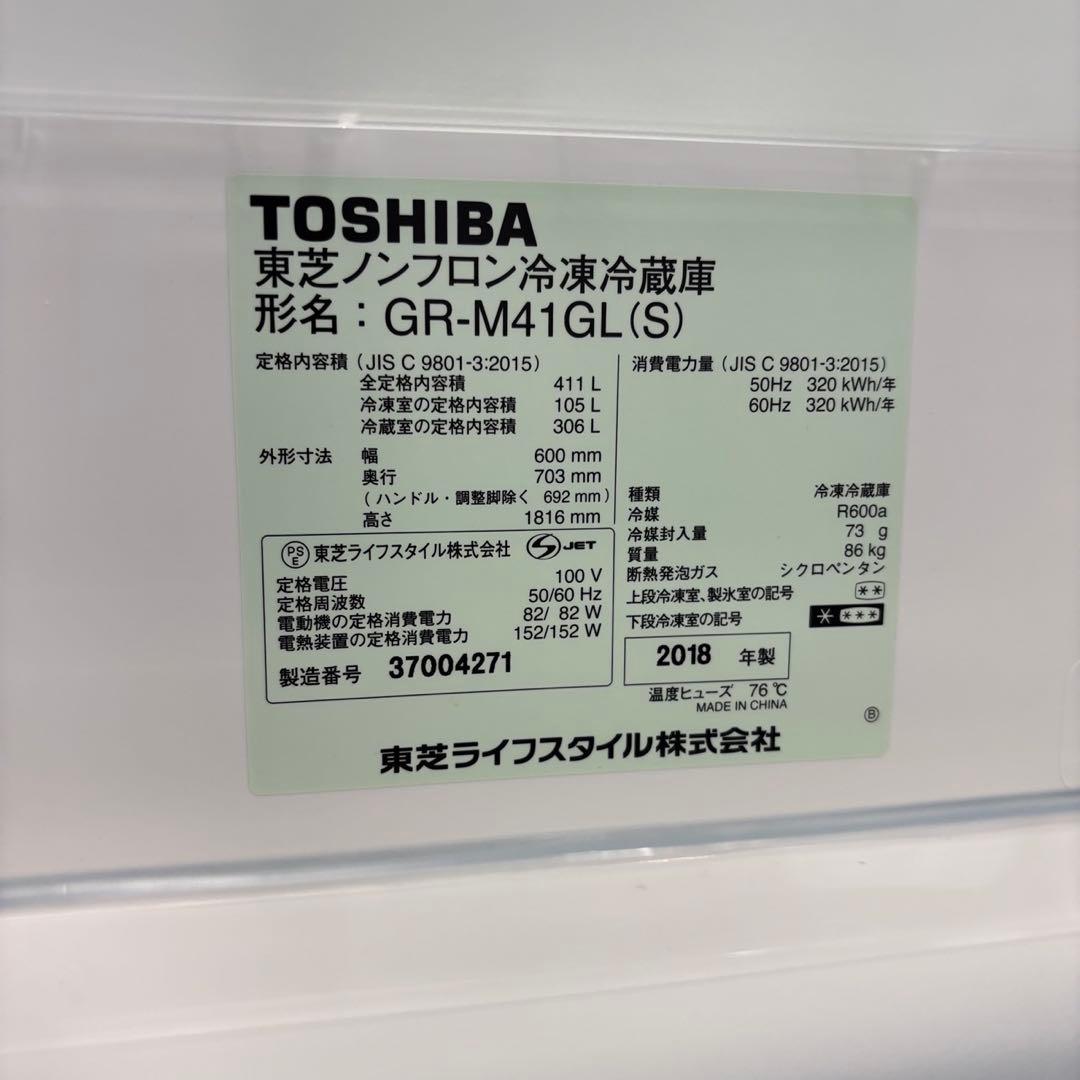 TOSHIBA
東芝ノンフロン冷凍冷蔵庫
形名：GR-M41GL(S)
定格内容積（JIS C 9801-3:2015）
全定格内容積 411 L
冷凍室の定格内容積 105 L
冷蔵室の定格内容積 306 L
外形寸法 幅 600 mm
奥行 703 mm
（ハンドル・調整脚除く 692 mm）
高さ 1816 mm
PS
E
東芝ライフスタイル株式会社 S JET
定格電圧 100 V
定格周波数 50/60 Hz
電動機の定格消費電力 82/ 82 W
電熱装置の定格消費電力 152/152 W
製造番号 37004271
消費電力量（JIS C 9801-3:2015）
50Hz 320 kWh/年
60Hz 320 kWh/年
種類 冷凍冷蔵庫
冷媒 R600a
冷媒封入量 73 g
質量 86 kg
断熱発泡ガス シクロペンタン
上段冷凍室、製氷室の記号 **
下段冷凍室の記号 * ***
2018 年製
温度ヒューズ 76 ℃
MADE IN CHINA
Ⓑ
東芝ライフスタイル株式会社